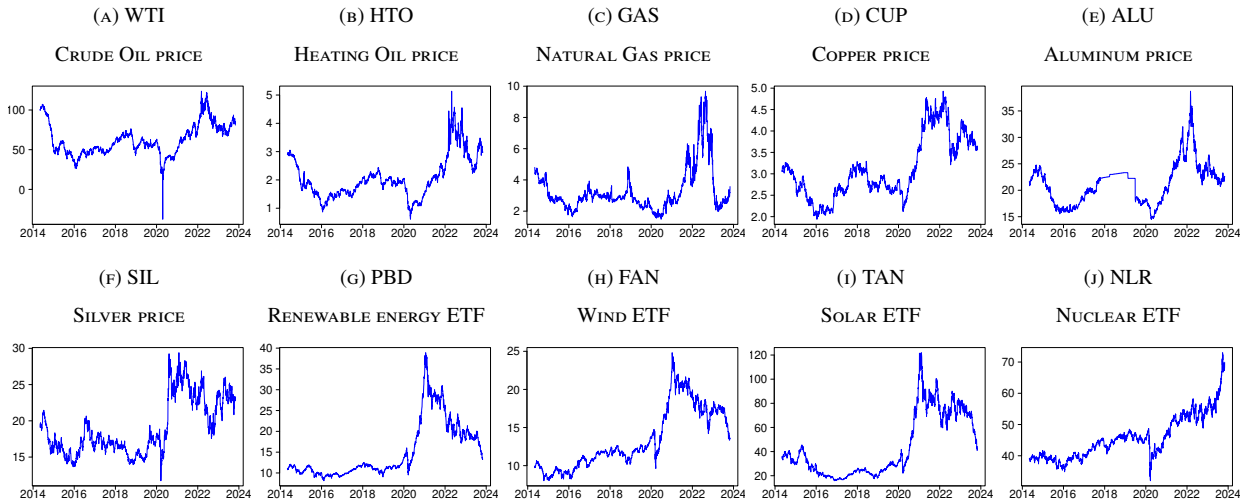 (A) WTI
(B) HTO
(C) GAS
(D) CUP
(E) ALU
CRUDE OIL PRICE
HEATING OIL PRICE
NATURAL GAS PRICE
COPPER PRICE
ALUMINUM PRICE
100
50
0
2014 2016 2018 2020 2022 2024
5
4
3
2
1
2014 2016 2018 2020 2022 2024
10
8
6
4
2
2014 2016 2018 2020 2022 2024
5.0
4.5
4.0
3.5
3.0
2.5
2.0
2014 2016 2018 2020 2022 2024
35
30
25
20
15
2014 2016 2018 2020 2022 2024
(F) SIL
(G) PBD
(H) FAN
(I) TAN
(J) NLR
SILVER PRICE
RENEWABLE ENERGY ETF
WIND ETF
SOLAR ETF
NUCLEAR ETF
30
25
20
15
2014 2016 2018 2020 2022 2024
40
35
30
25
20
15
10
2014 2016 2018 2020 2022 2024
25
20
15
10
2014 2016 2018 2020 2022 2024
120
100
80
60
40
20
2014 2016 2018 2020 2022 2024
70
60
50
40
2014 2016 2018 2020 2022 2024